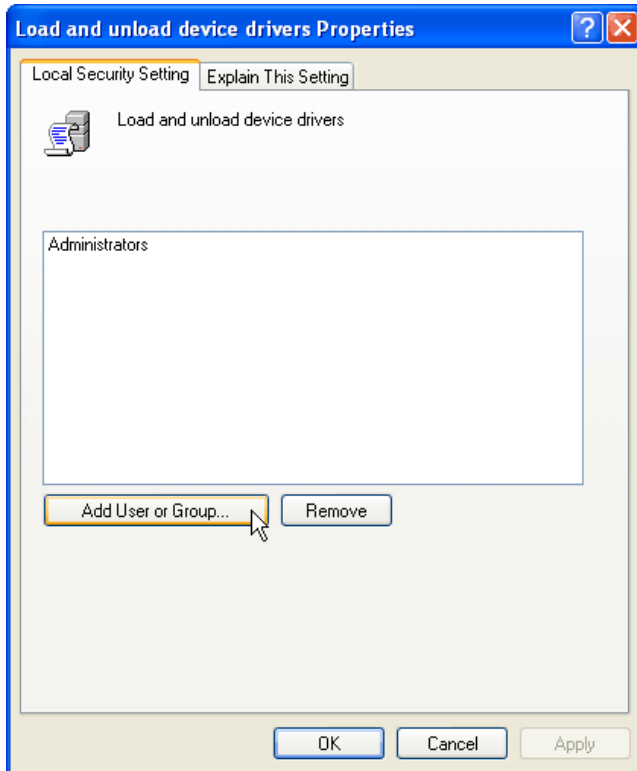 Load and unload device drivers Properties
Local Security Setting
Explain This Setting
Load and unload device drivers
Administrators
Add User or Group...
Remove
OK
Cancel
Apply